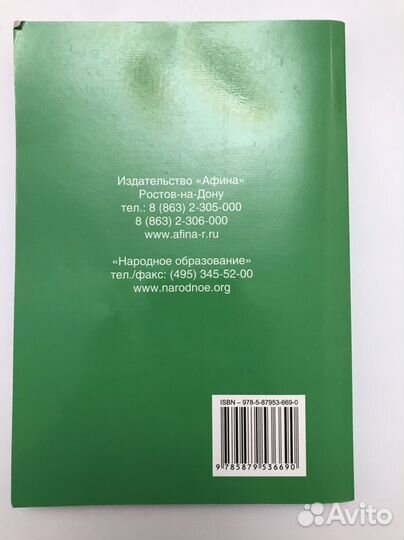 Издательство «Афина»
Ростов-на-Дону
тел.: 8 (863) 2-305-000
8 (863) 2-306-000
www.afina-r.ru
«Народное образование»
тел./факс: (495) 345-52-00
www.narodnoe.org
ISBN – 978-5-87953-669-0
9 785879 536690
Avito